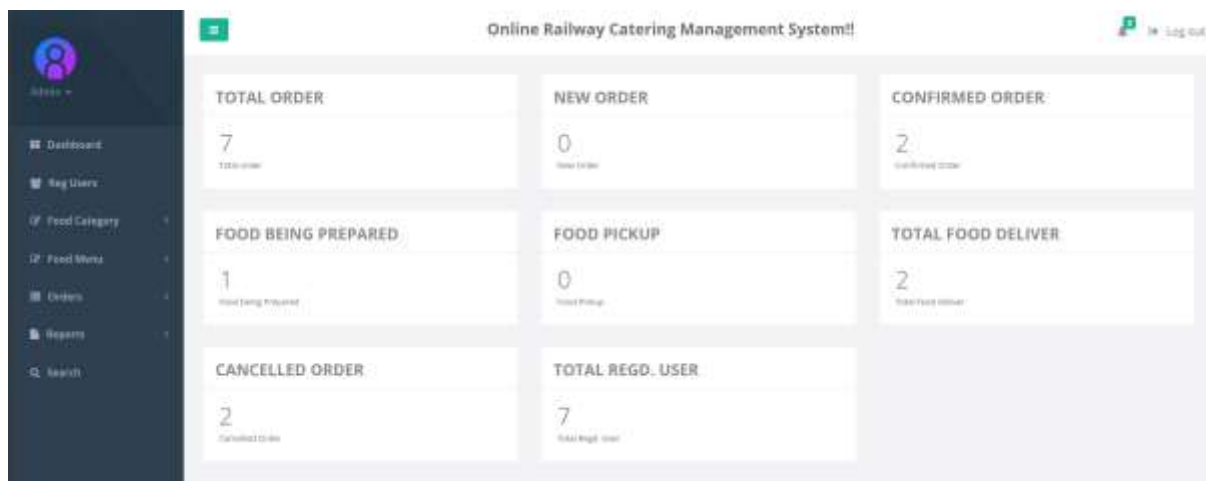 Online Railway Catering Management System!!
Log out
Admin
Dashboard
Reg Users
Food Category
Food Menu
Orders
Reports
Search
TOTAL ORDER
7
Total order
NEW ORDER
0
New Order
CONFIRMED ORDER
2
Confirmed Order
FOOD BEING PREPARED
1
Food being Prepared
FOOD PICKUP
0
Food Pickup
TOTAL FOOD DELIVER
2
Total Food Deliver
CANCELLED ORDER
2
Cancelled Order
TOTAL REGD. USER
7
Total Regd. User